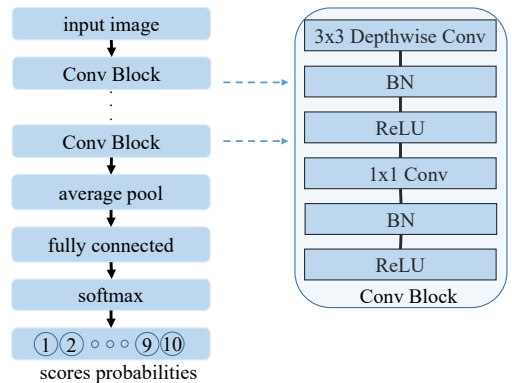 input image
Conv Block
Conv Block
average pool
fully connected
softmax
1 2 9 10
scores probabilities
3x3 Depthwise Conv
BN
ReLU
1x1 Conv
BN
ReLU
Conv Block